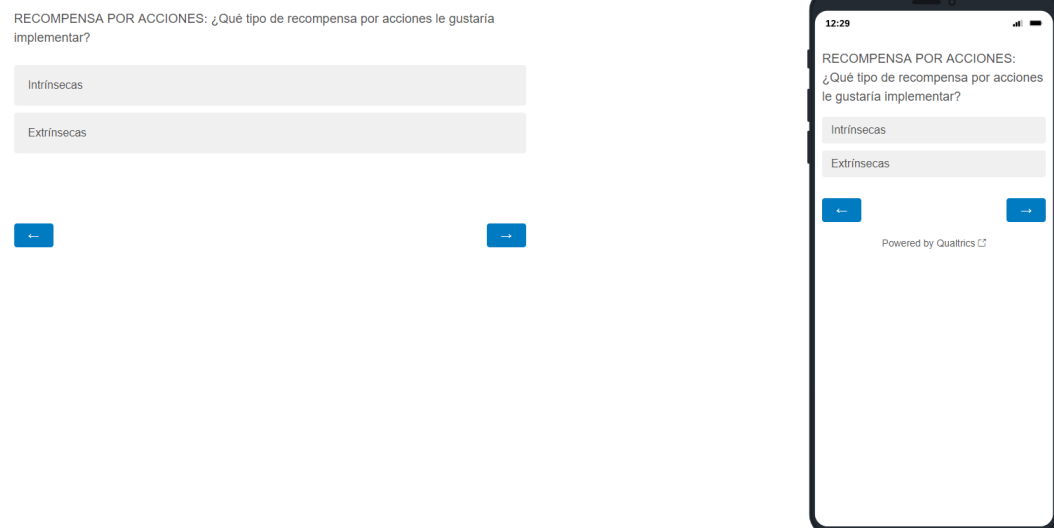 RECOMPENSA POR ACCIONES: ¿Qué tipo de recompensa por acciones le gustaría
implementar?
Intrínsecas
Extrínsecas
←
→
12:29
RECOMPENSA POR ACCIONES:
¿Qué tipo de recompensa por acciones
le gustaría implementar?
Intrínsecas
Extrínsecas
←
→
Powered by Qualtrics